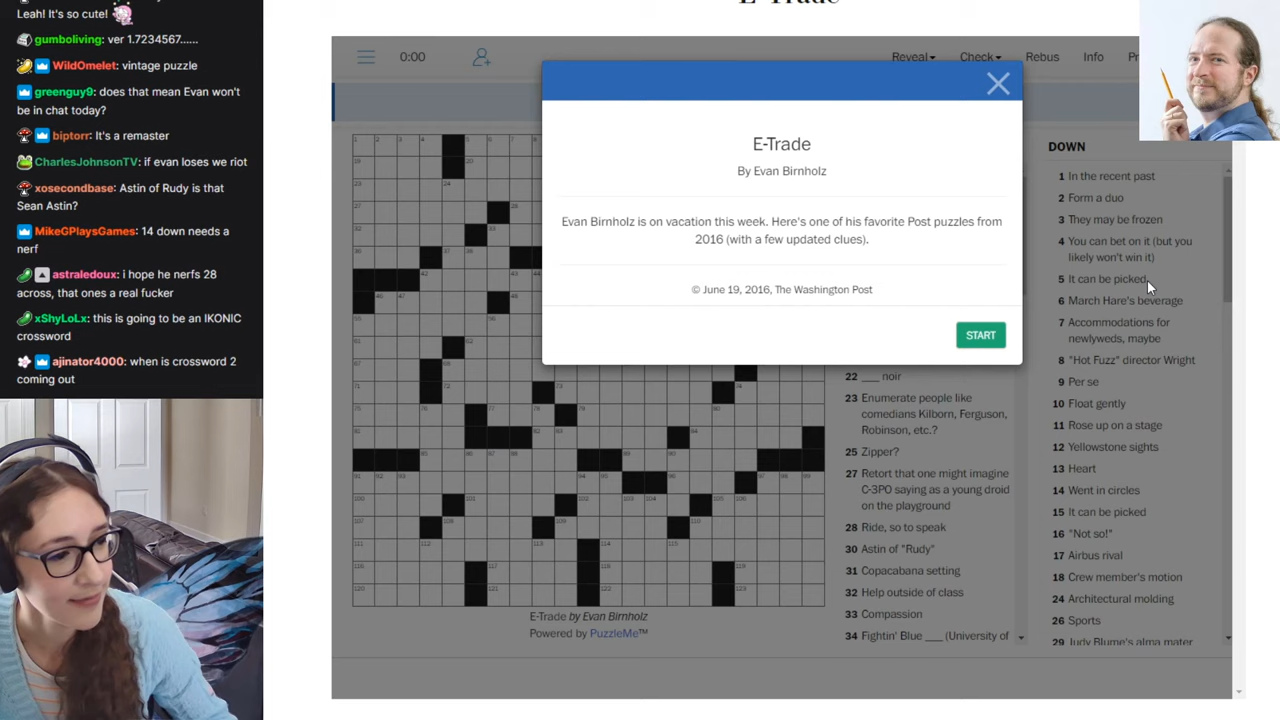 Leah! It's so cute!
gumboliving: ver 1.7234567......
WildOmelet: vintage puzzle
greenguy9: does that mean Evan won't
be in chat today?
biptorr: It's a remaster
CharlesJohnsonTV: if evan loses we riot
xosecondbase: Astin of Rudy is that
Sean Astin?
MikeGPlaysGames: 14 down needs a
nerf
astraledoux: i hope he nerfs 28
across, that ones a real fucker
xShyLoLx: this is going to be an IKONIC
crossword
ajinator4000: when is crossword 2
coming out
E-Trade
0:00
Reveal
Check
Rebus
Info
E-Trade
By Evan Birnholz
Evan Birnholz is on vacation this week. Here's one of his favorite Post puzzles from
2016 (with a few updated clues).
© June 19, 2016, The Washington Post
START
22 ___ noir
23 Enumerate people like
comedians Kilborn, Ferguson,
Robinson, etc.?
25 Zipper?
27 Retort that one might imagine
C-3PO saying as a young droid
on the playground
28 Ride, so to speak
30 Astin of "Rudy"
31 Copacabana setting
32 Help outside of class
33 Compassion
34 Fightin' Blue ___ (University of
DOWN
1 In the recent past
2 Form a duo
3 They may be frozen
4 You can bet on it (but you
likely won't win it)
5 It can be picked
6 March Hare's beverage
7 Accommodations for
newlyweds, maybe
8 "Hot Fuzz" director Wright
9 Per se
10 Float gently
11 Rose up on a stage
12 Yellowstone sights
13 Heart
14 Went in circles
15 It can be picked
16 "Not so!"
17 Airbus rival
18 Crew member's motion
24 Architectural molding
26 Sports
29 Judy Blume's alma mater
E-Trade by Evan Birnholz
Powered by PuzzleMe™